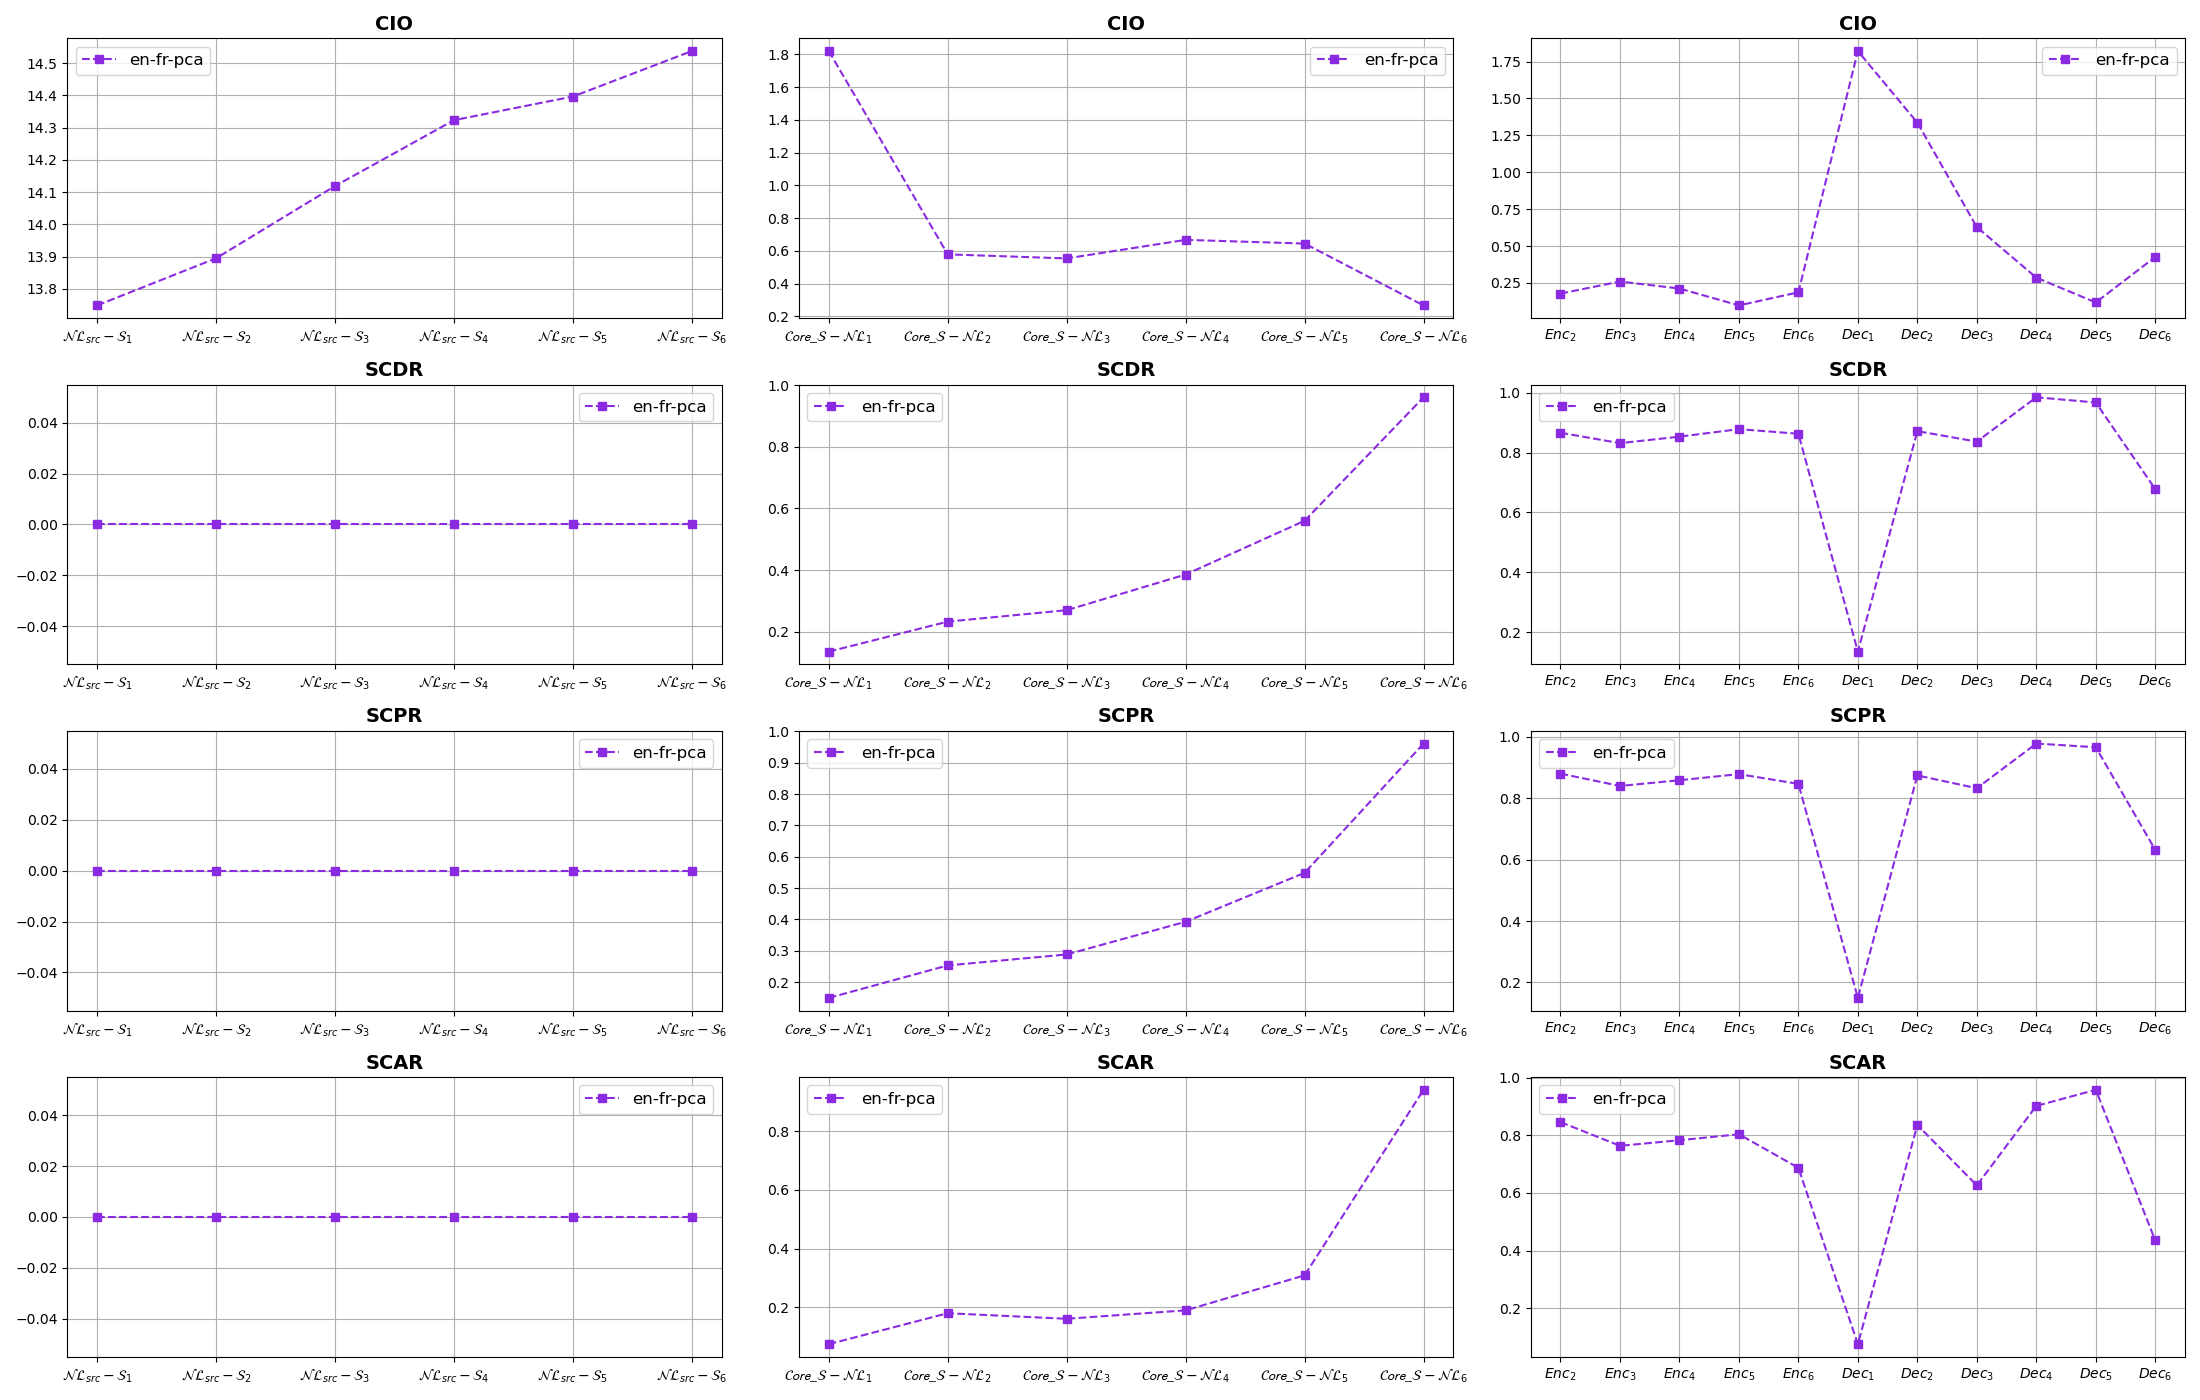 CIO
en-fr-pca
14.5
14.4
14.3
14.2
14.1
14.0
13.9
13.8
𝒩ℒsrc − 𝒮1 𝒩ℒsrc − 𝒮2 𝒩ℒsrc − 𝒮3 𝒩ℒsrc − 𝒮4 𝒩ℒsrc − 𝒮5 𝒩ℒsrc − 𝒮6
CIO
en-fr-pca
1.8
1.6
1.4
1.2
1.0
0.8
0.6
0.4
0.2
Core_S − 𝒩ℒ1 Core_S − 𝒩ℒ2 Core_S − 𝒩ℒ3 Core_S − 𝒩ℒ4 Core_S − 𝒩ℒ5 Core_S − 𝒩ℒ6
CIO
en-fr-pca
1.75
1.50
1.25
1.00
0.75
0.50
0.25
Enc2 Enc3 Enc4 Enc5 Enc6 Dec1 Dec2 Dec3 Dec4 Dec5 Dec6
SCDR
en-fr-pca
0.04
0.02
0.00
−0.02
−0.04
𝒩ℒsrc − 𝒮1 𝒩ℒsrc − 𝒮2 𝒩ℒsrc − 𝒮3 𝒩ℒsrc − 𝒮4 𝒩ℒsrc − 𝒮5 𝒩ℒsrc − 𝒮6
SCDR
en-fr-pca
1.0
0.8
0.6
0.4
0.2
Core_S − 𝒩ℒ1 Core_S − 𝒩ℒ2 Core_S − 𝒩ℒ3 Core_S − 𝒩ℒ4 Core_S − 𝒩ℒ5 Core_S − 𝒩ℒ6
SCDR
en-fr-pca
1.0
0.8
0.6
0.4
0.2
Enc2 Enc3 Enc4 Enc5 Enc6 Dec1 Dec2 Dec3 Dec4 Dec5 Dec6
SCPR
en-fr-pca
0.04
0.02
0.00
−0.02
−0.04
𝒩ℒsrc − 𝒮1 𝒩ℒsrc − 𝒮2 𝒩ℒsrc − 𝒮3 𝒩ℒsrc − 𝒮4 𝒩ℒsrc − 𝒮5 𝒩ℒsrc − 𝒮6
SCPR
en-fr-pca
1.0
0.9
0.8
0.7
0.6
0.5
0.4
0.3
0.2
Core_S − 𝒩ℒ1 Core_S − 𝒩ℒ2 Core_S − 𝒩ℒ3 Core_S − 𝒩ℒ4 Core_S − 𝒩ℒ5 Core_S − 𝒩ℒ6
SCPR
en-fr-pca
1.0
0.8
0.6
0.4
0.2
Enc2 Enc3 Enc4 Enc5 Enc6 Dec1 Dec2 Dec3 Dec4 Dec5 Dec6
SCAR
en-fr-pca
0.04
0.02
0.00
−0.02
−0.04
𝒩ℒsrc − 𝒮1 𝒩ℒsrc − 𝒮2 𝒩ℒsrc − 𝒮3 𝒩ℒsrc − 𝒮4 𝒩ℒsrc − 𝒮5 𝒩ℒsrc − 𝒮6
SCAR
en-fr-pca
0.8
0.6
0.4
0.2
Core_S − 𝒩ℒ1 Core_S − 𝒩ℒ2 Core_S − 𝒩ℒ3 Core_S − 𝒩ℒ4 Core_S − 𝒩ℒ5 Core_S − 𝒩ℒ6
SCAR
en-fr-pca
1.0
0.8
0.6
0.4
0.2
Enc2 Enc3 Enc4 Enc5 Enc6 Dec1 Dec2 Dec3 Dec4 Dec5 Dec6